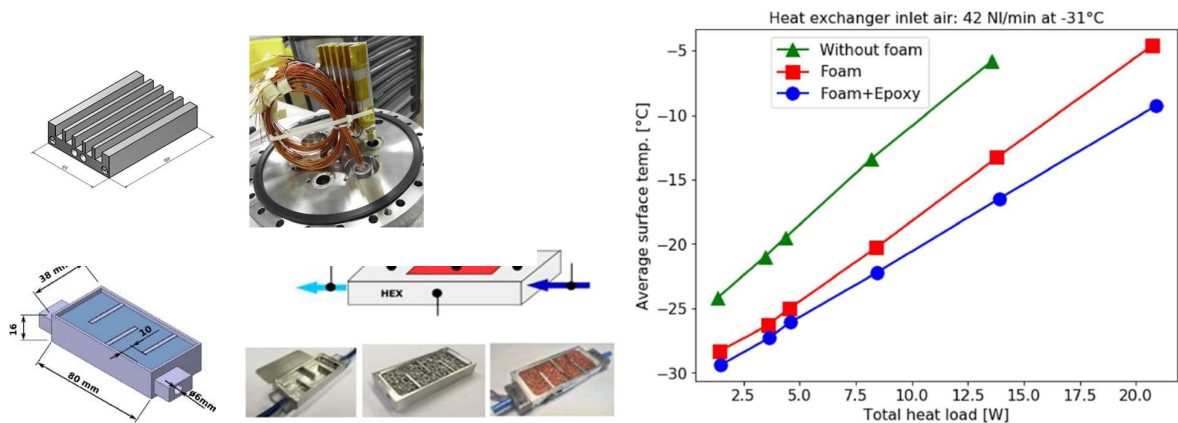 38 mm
16
10
80 mm
ø6mm
HEX
Heat exchanger inlet air: 42 Nl/min at -31°C
Without foam
Foam
Foam+Epoxy
Average surface temp. [°C]
−5
−10
−15
−20
−25
−30
2.5 5.0 7.5 10.0 12.5 15.0 17.5 20.0
Total heat load [W]